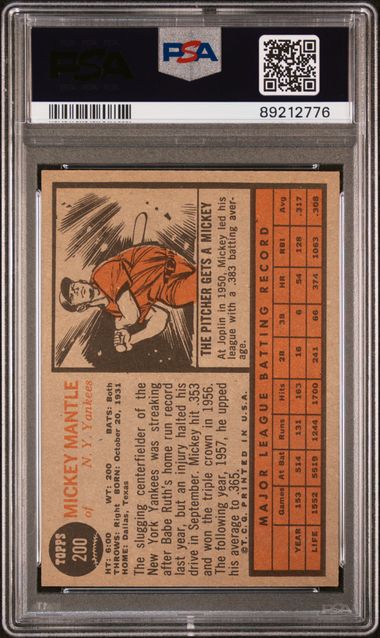 PSA
PSA
89212776
TOPPS
200
MICKEY MANTLE
of N. Y. Yankees
HT: 6:00 WT: 200 BATS: Both
THROWS: Right BORN: October 20, 1931
HOME: Dallas, Texas
The slugging centerfielder of the
New York Yankees was streaking
after Babe Ruth's home run record
last year, but an injury halted his
drive in September. Mickey hit .353
and won the triple crown in 1956.
The following year, 1957, he upped
his average to .365.
©T.C.G. PRINTED IN U.S.A.
THE PITCHER GETS A MICKEY
At Joplin in 1950, Mickey led his
league with a .383 batting aver-
age.
MAJOR LEAGUE BATTING RECORD
Games At Bat Runs Hits 2B 3B HR RBI Avg
YEAR 153 514 131 163 16 6 54 128 .317
LIFE 1552 5519 1244 1700 241 66 374 1063 .308